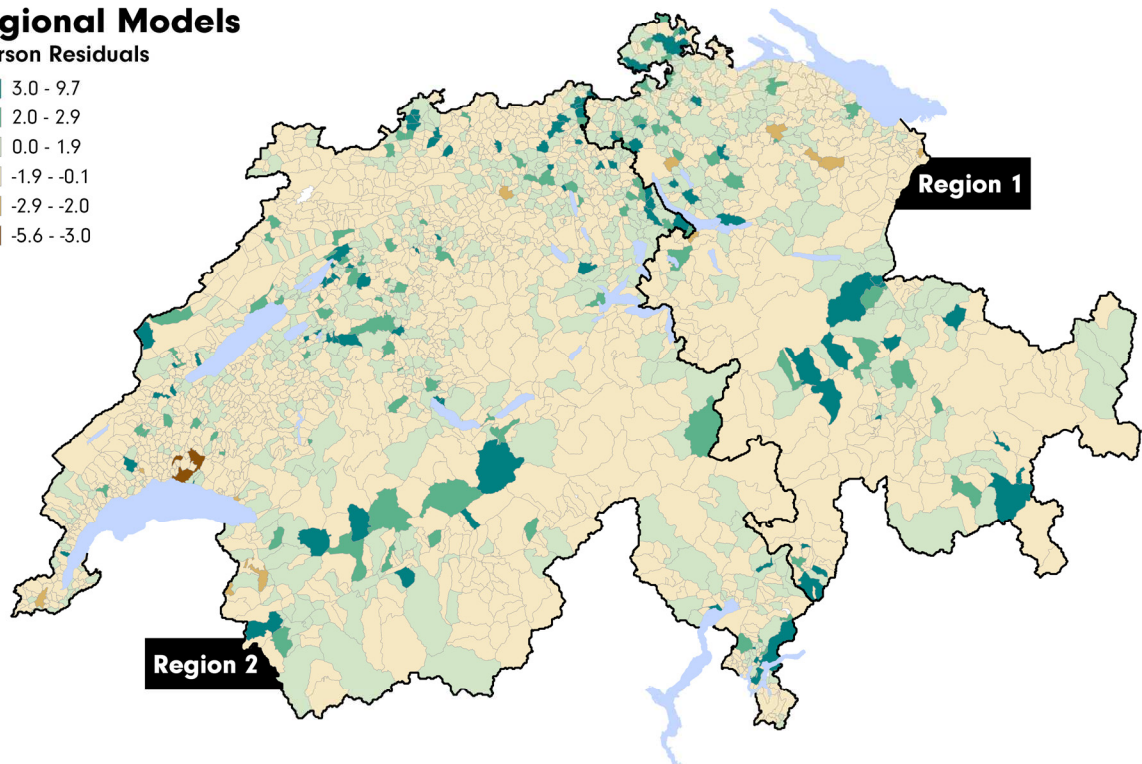 gional Models
rson Residuals
3.0 - 9.7
2.0 - 2.9
0.0 - 1.9
-1.9 - -0.1
-2.9 - -2.0
-5.6 - -3.0
Region 1
Region 2